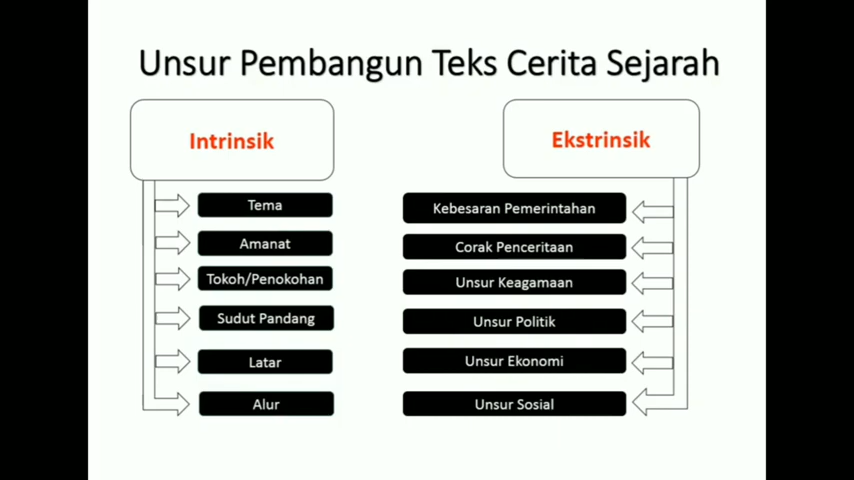 Unsur Pembangun Teks Cerita Sejarah
Intrinsik
Tema
Amanat
Tokoh/Penokohan
Sudut Pandang
Latar
Alur
Ekstrinsik
Kebesaran Pemerintahan
Corak Penceritaan
Unsur Keagamaan
Unsur Politik
Unsur Ekonomi
Unsur Sosial